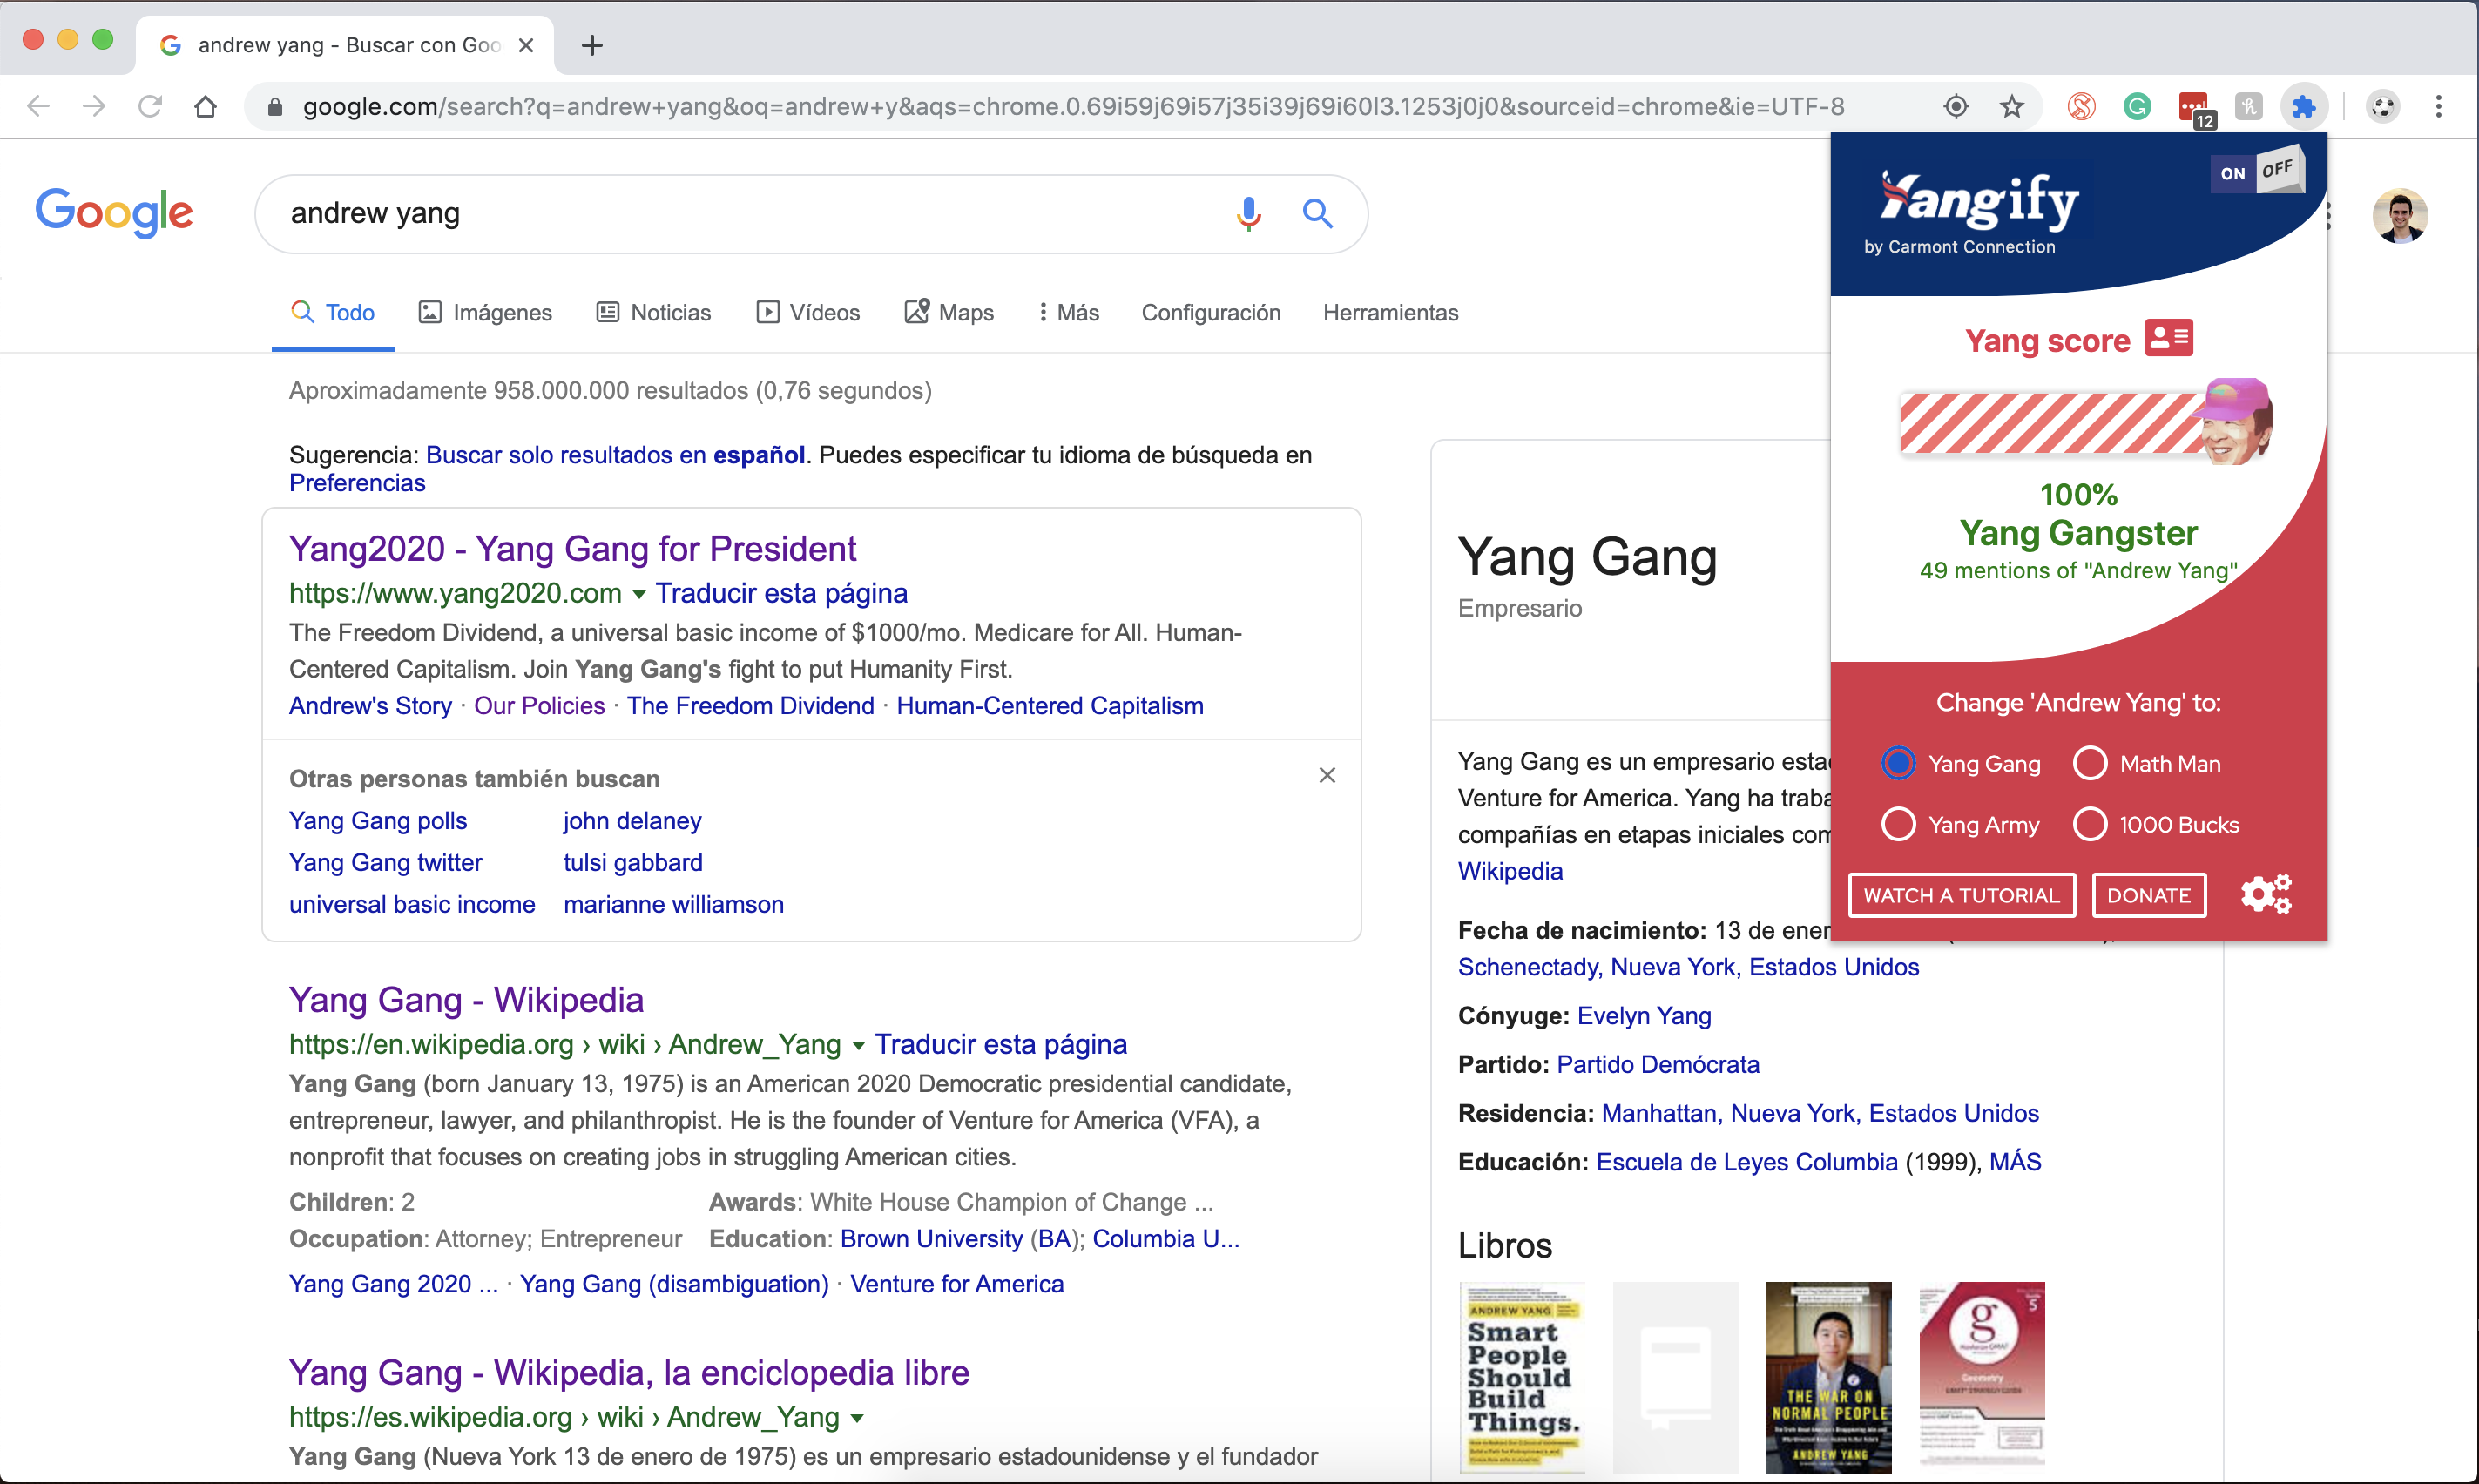 andrew yang - Buscar con Goo
google.com/search?q=andrew+yang&oq=andrew+y&aqs=chrome.0.69i59j69i57j35i39j69i60l3.1253j0j0&sourceid=chrome&ie=UTF-8
12
Google
andrew yang
Todo
Imágenes
Noticias
Vídeos
Maps
Más
Configuración
Herramientas
Aproximadamente 958.000.000 resultados (0,76 segundos)
Sugerencia: Buscar solo resultados en español. Puedes especificar tu idioma de búsqueda en
Preferencias
Yang2020 - Yang Gang for President
https://www.yang2020.com Traducir esta página
The Freedom Dividend, a universal basic income of $1000/mo. Medicare for All. Human-
Centered Capitalism. Join Yang Gang's fight to put Humanity First.
Andrew's Story · Our Policies · The Freedom Dividend · Human-Centered Capitalism
Otras personas también buscan
Yang Gang polls
john delaney
Yang Gang twitter
tulsi gabbard
universal basic income
marianne williamson
Yang Gang - Wikipedia
https://en.wikipedia.org › wiki › Andrew_Yang Traducir esta página
Yang Gang (born January 13, 1975) is an American 2020 Democratic presidential candidate,
entrepreneur, lawyer, and philanthropist. He is the founder of Venture for America (VFA), a
nonprofit that focuses on creating jobs in struggling American cities.
Children: 2
Awards: White House Champion of Change ...
Occupation: Attorney; Entrepreneur
Education: Brown University (BA); Columbia U...
Yang Gang 2020 ... · Yang Gang (disambiguation) · Venture for America
Yang Gang - Wikipedia, la enciclopedia libre
https://es.wikipedia.org › wiki › Andrew_Yang
Yang Gang (Nueva York 13 de enero de 1975) es un empresario estadounidense y el fundador
Yang Gang
Empresario
Yang Gang es un empresario esta
Venture for America. Yang ha traba
compañías en etapas iniciales com
Wikipedia
Fecha de nacimiento: 13 de ener
Schenectady, Nueva York, Estados Unidos
Cónyuge: Evelyn Yang
Partido: Partido Demócrata
Residencia: Manhattan, Nueva York, Estados Unidos
Educación: Escuela de Leyes Columbia (1999), MÁS
Libros
ANDREW YANG
Smart
People
Should
Build
Things.
THE WAR ON
NORMAL PEOPLE
ANDREW YANG
5
g
Geometry
Yangify
by Carmont Connection
ON
OFF
Yang score
100%
Yang Gangster
49 mentions of "Andrew Yang"
Change 'Andrew Yang' to:
Yang Gang
Math Man
Yang Army
1000 Bucks
WATCH A TUTORIAL
DONATE